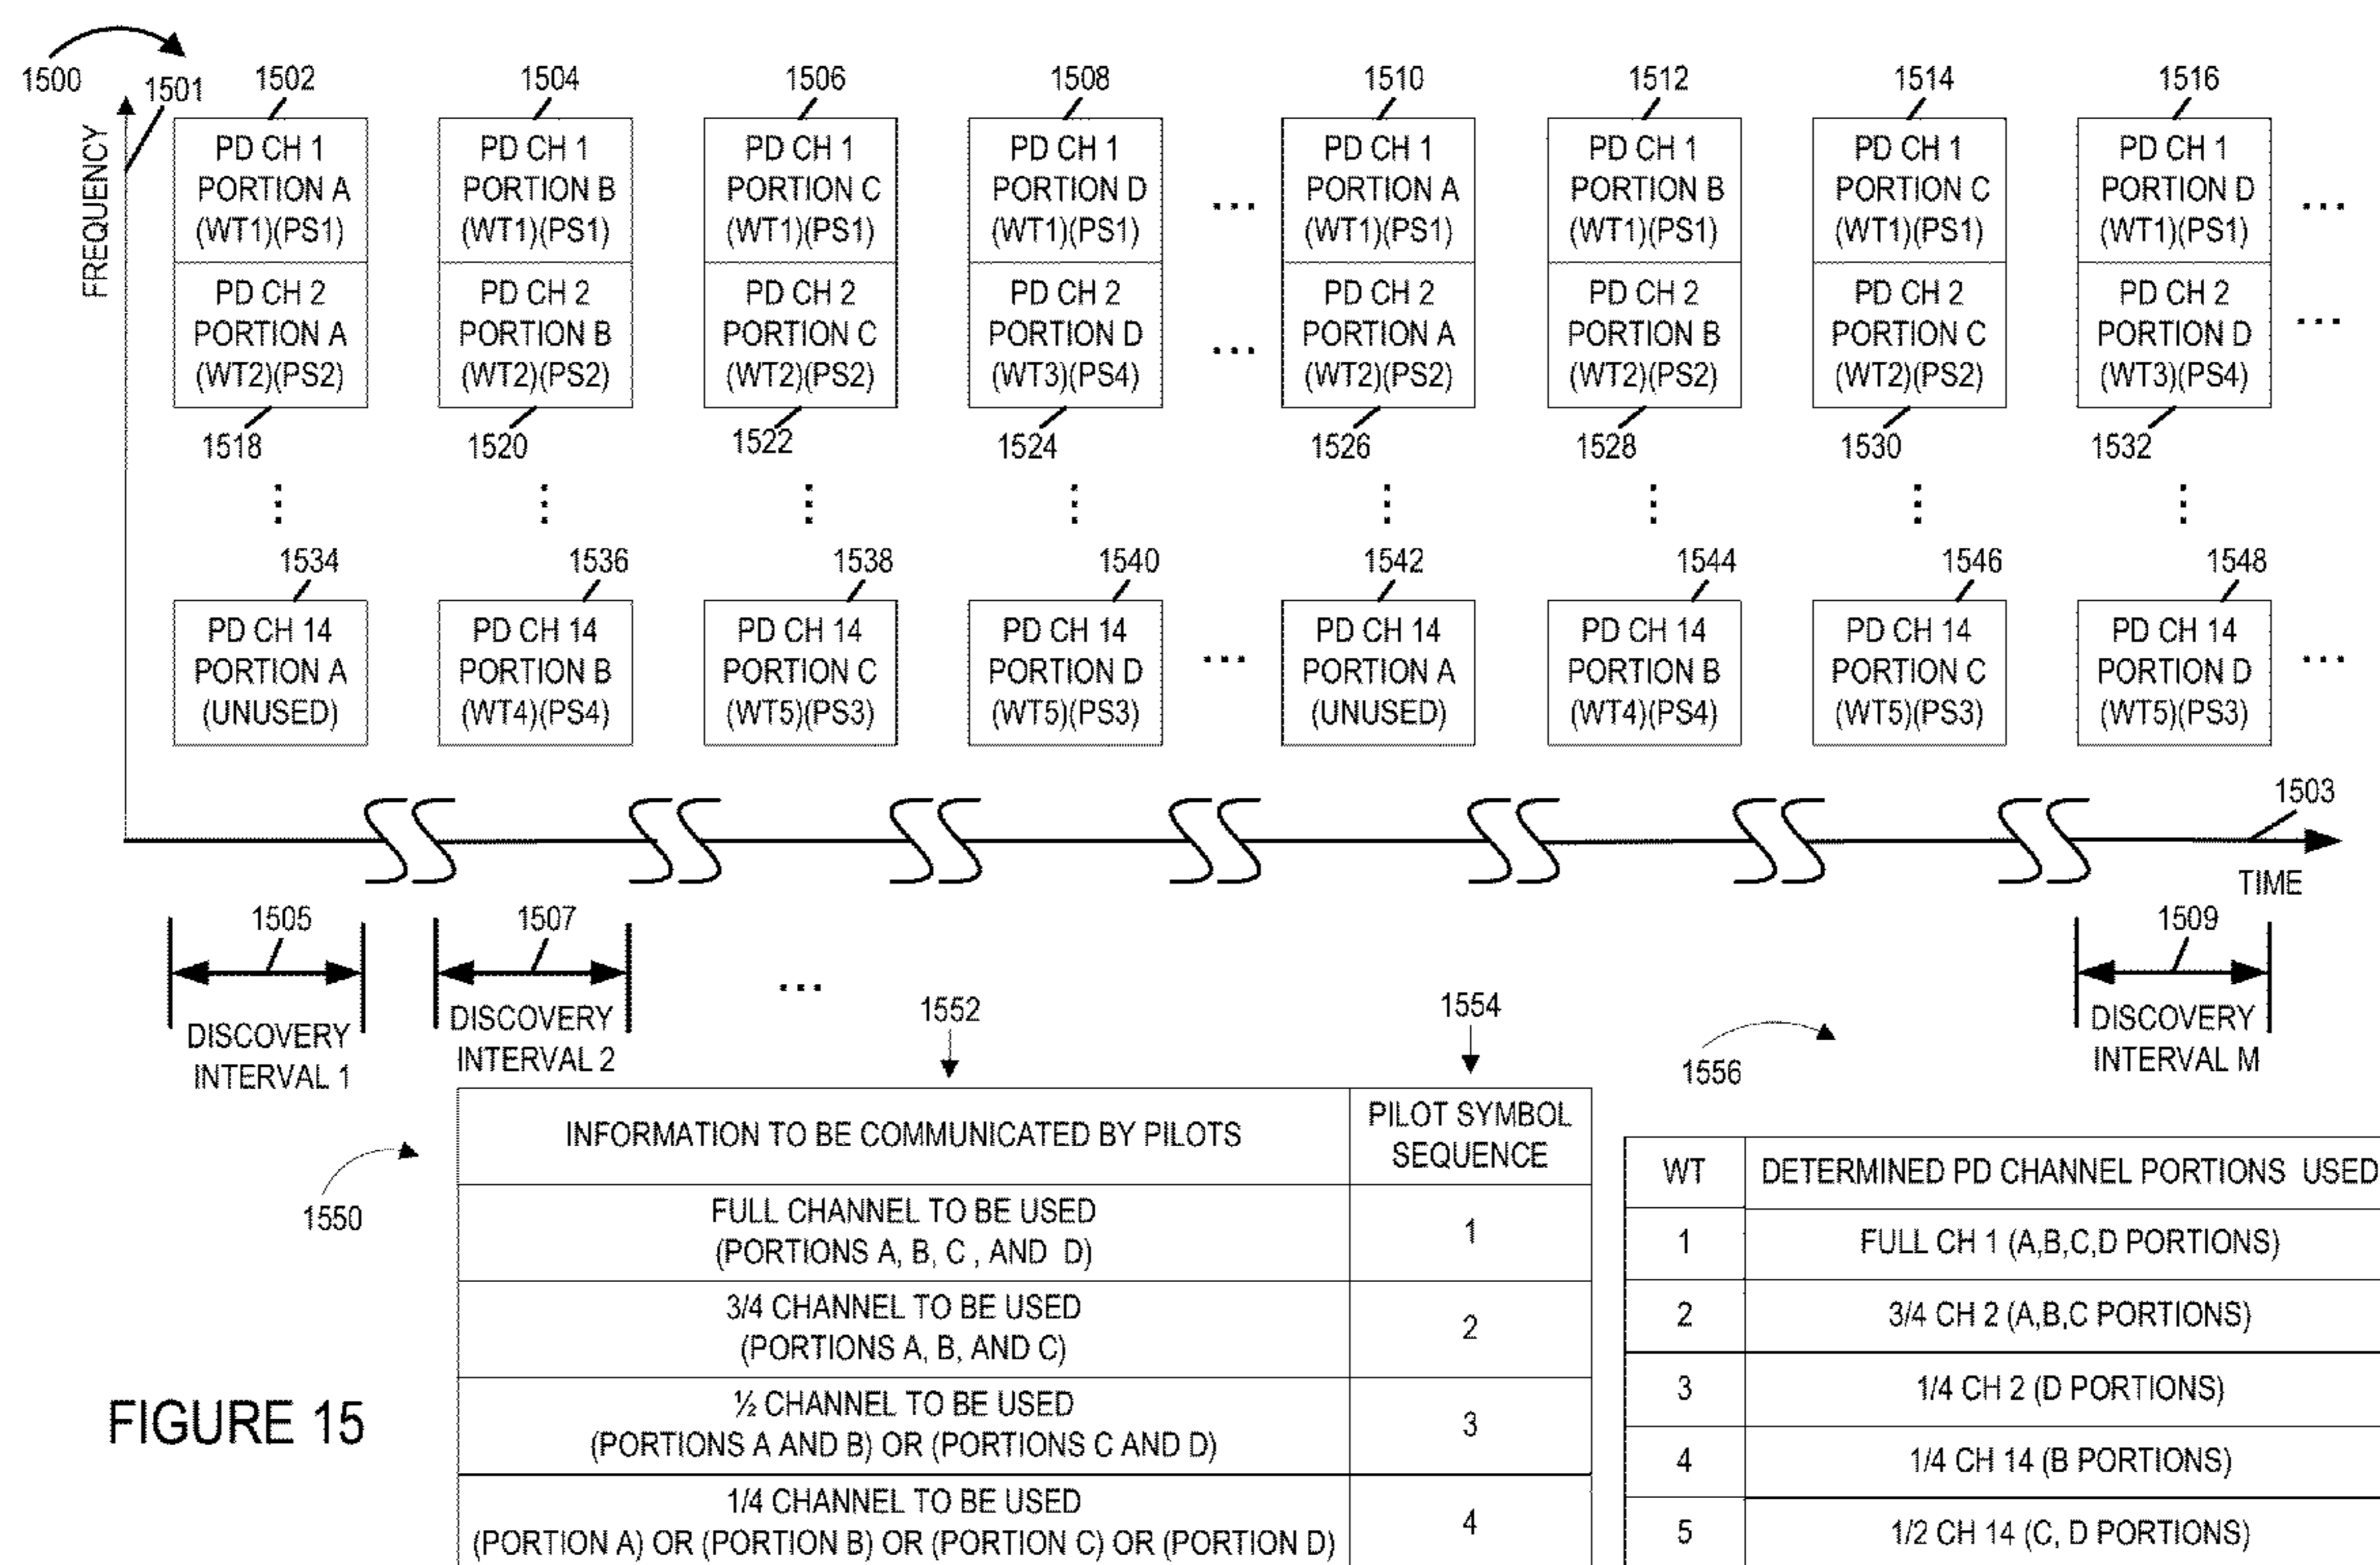 1500
1501
1502
1504
1506
1508
1510
1512
1514
1516
FREQUENCY
PD CH 1
PORTION A
(WT1)(PS1)
PD CH 1
PORTION B
(WT1)(PS1)
PD CH 1
PORTION C
(WT1)(PS1)
PD CH 1
PORTION D
(WT1)(PS1)
...
PD CH 1
PORTION A
(WT1)(PS1)
PD CH 1
PORTION B
(WT1)(PS1)
PD CH 1
PORTION C
(WT1)(PS1)
PD CH 1
PORTION D
(WT1)(PS1)
...
PD CH 2
PORTION A
(WT2)(PS2)
PD CH 2
PORTION B
(WT2)(PS2)
PD CH 2
PORTION C
(WT2)(PS2)
PD CH 2
PORTION D
(WT3)(PS4)
...
PD CH 2
PORTION A
(WT2)(PS2)
PD CH 2
PORTION B
(WT2)(PS2)
PD CH 2
PORTION C
(WT2)(PS2)
PD CH 2
PORTION D
(WT3)(PS4)
...
1518
1520
1522
1524
1526
1528
1530
1532
1534
1536
1538
1540
1542
1544
1546
1548
PD CH 14
PORTION A
(UNUSED)
PD CH 14
PORTION B
(WT4)(PS4)
PD CH 14
PORTION C
(WT5)(PS3)
PD CH 14
PORTION D
(WT5)(PS3)
...
PD CH 14
PORTION A
(UNUSED)
PD CH 14
PORTION B
(WT4)(PS4)
PD CH 14
PORTION C
(WT5)(PS3)
PD CH 14
PORTION D
(WT5)(PS3)
...
1503
TIME
1505
DISCOVERY
INTERVAL 1
1507
DISCOVERY
INTERVAL 2
...
1509
DISCOVERY
INTERVAL M
1552
1554
1556
1550
INFORMATION TO BE COMMUNICATED BY PILOTS
PILOT SYMBOL
SEQUENCE
FULL CHANNEL TO BE USED
(PORTIONS A, B, C , AND D)
1
3/4 CHANNEL TO BE USED
(PORTIONS A, B, AND C)
2
½ CHANNEL TO BE USED
(PORTIONS A AND B) OR (PORTIONS C AND D)
3
1/4 CHANNEL TO BE USED
(PORTION A) OR (PORTION B) OR (PORTION C) OR (PORTION D)
4
WT
DETERMINED PD CHANNEL PORTIONS USED
1
FULL CH 1 (A,B,C,D PORTIONS)
2
3/4 CH 2 (A,B,C PORTIONS)
3
1/4 CH 2 (D PORTIONS)
4
1/4 CH 14 (B PORTIONS)
5
1/2 CH 14 (C, D PORTIONS)
FIGURE 15